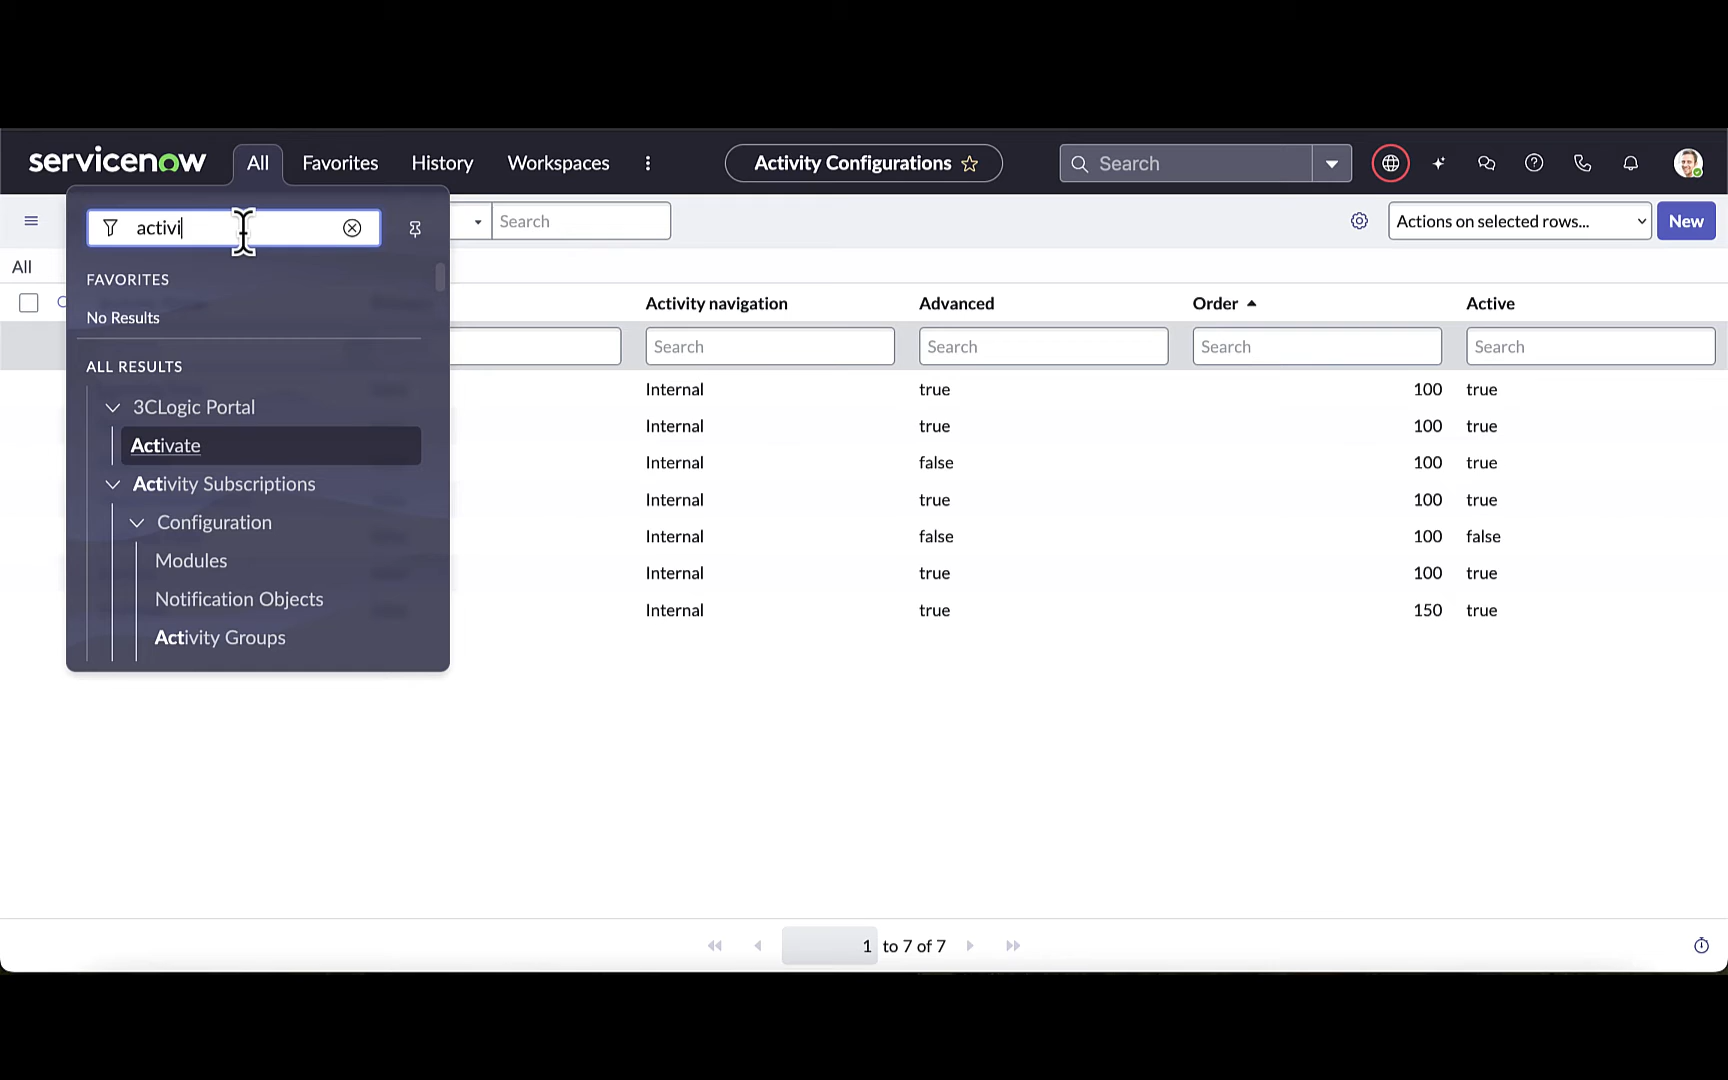 servicenow All Favorites History Workspaces Activity Configurations Search
activi Search Actions on selected rows... New
All
FAVORITES
No Results
Activity navigation Advanced Order Active
Search Search Search Search
ALL RESULTS
3CLogic Portal
Activate
Activity Subscriptions
Configuration
Modules
Notification Objects
Activity Groups
Internal true 100 true
Internal true 100 true
Internal false 100 true
Internal true 100 true
Internal false 100 false
Internal true 100 true
Internal true 150 true
1 to 7 of 7